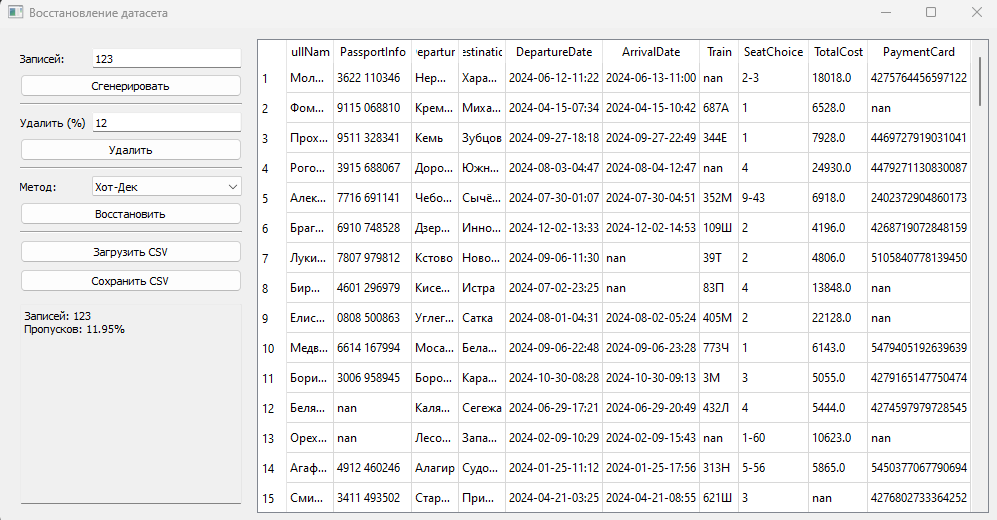 Восстановление датасета
Записей: 123
Сгенерировать
Удалить (%) 12
Удалить
Метод: Хот-Дек
Восстановить
Загрузить CSV
Сохранить CSV
Записей: 123
Пропусков: 11.95%
ullNam PassportInfo epartur estinatic DepartureDate ArrivalDate Train SeatChoice TotalCost PaymentCard
1 Мол... 3622 110346 Нер... Хара... 2024-06-12-11:22 2024-06-13-11:00 nan 2-3 18018.0 4275764456597122
2 Фом... 9115 068810 Крем... Миха... 2024-04-15-07:34 2024-04-15-10:42 687А 1 6528.0 nan
3 Прох... 9511 328341 Кемь Зубцов 2024-09-27-18:18 2024-09-27-22:49 344Е 1 7928.0 4469727919031041
4 Рого... 3915 688067 Доро... Южн... 2024-08-03-04:47 2024-08-04-12:47 nan 4 24930.0 4479271130830087
5 Алек... 7716 691141 Чебо... Сычё... 2024-07-30-01:07 2024-07-30-04:51 352М 9-43 6918.0 2402372904860173
6 Браг... 6910 748528 Дзер... Инно... 2024-12-02-13:33 2024-12-02-14:53 109Ш 2 4196.0 4268719072848159
7 Луки... 7807 979812 Кстово Ново... 2024-09-06-11:30 nan 39Т 2 4806.0 5105840778139450
8 Бир... 4601 296979 Кисе... Истра 2024-07-02-23:25 nan 83П 4 13848.0 nan
9 Елис... 0808 500863 Углег... Сатка 2024-08-01-04:31 2024-08-02-05:24 405М 2 22128.0 nan
10 Медв... 6614 167994 Моса... Бела... 2024-09-06-22:48 2024-09-06-23:28 773Ч 1 6143.0 5479405192639639
11 Бори... 3006 958945 Боро... Кара... 2024-10-30-08:28 2024-10-30-09:13 3М 3 5055.0 4279165147750474
12 Беля... nan Каля... Сегежа 2024-06-29-17:21 2024-06-29-20:49 432Л 4 5444.0 4274597979728545
13 Орех... nan Лесо... Запа... 2024-02-09-10:29 2024-02-09-15:43 nan 1-60 10623.0 nan
14 Агаф... 4912 460246 Алагир Судо... 2024-01-25-11:12 2024-01-25-17:56 313Н 5-56 5865.0 5450377067790694
15 Сми... 3411 493502 Стар... При... 2024-04-21-03:25 2024-04-21-08:55 621Ш 3 nan 4276802733364252